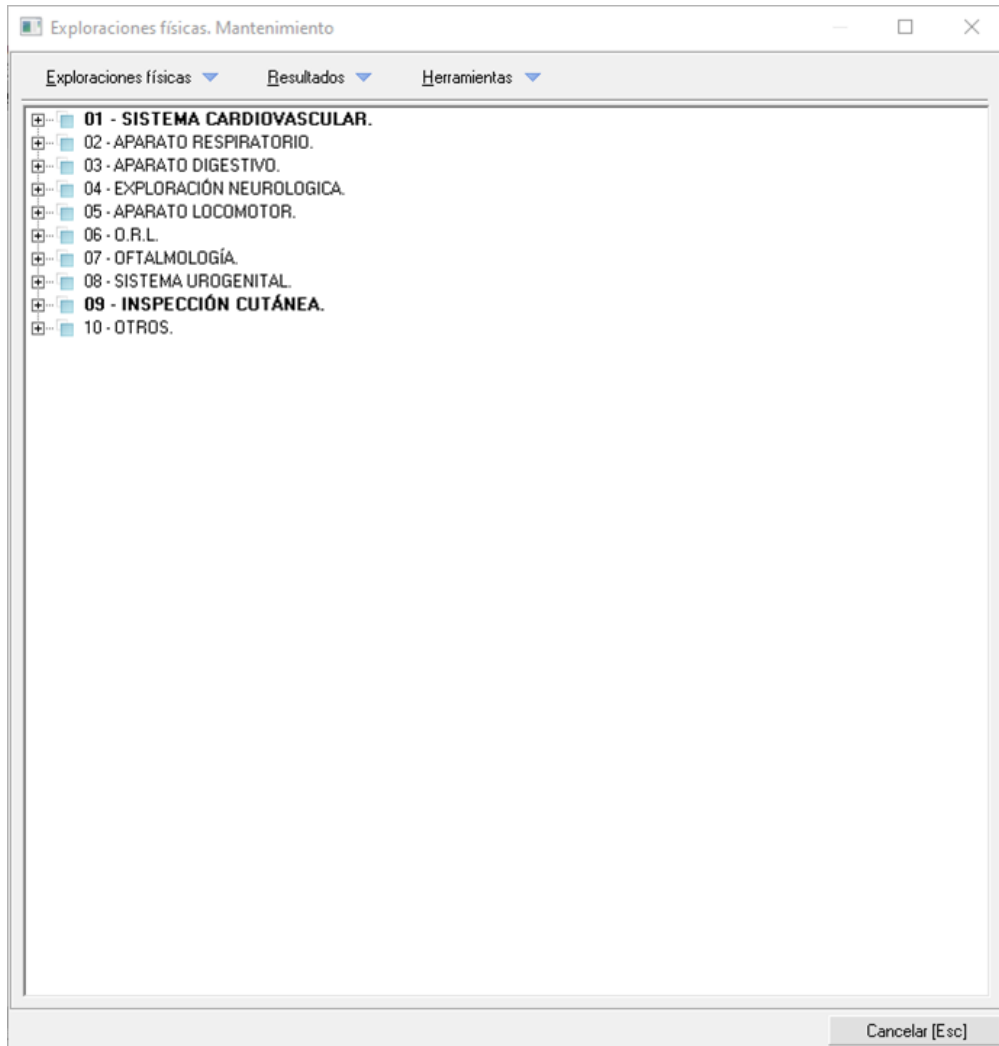 Exploraciones físicas. Mantenimiento
Exploraciones físicas Resultados Herramientas
01 - SISTEMA CARDIOVASCULAR.
02 - APARATO RESPIRATORIO.
03 - APARATO DIGESTIVO.
04 - EXPLORACIÓN NEUROLOGICA.
05 - APARATO LOCOMOTOR.
06 - O.R.L.
07 - OFTALMOLOGÍA.
08 - SISTEMA UROGENITAL.
09 - INSPECCIÓN CUTÁNEA.
10 - OTROS.
Cancelar [Esc]